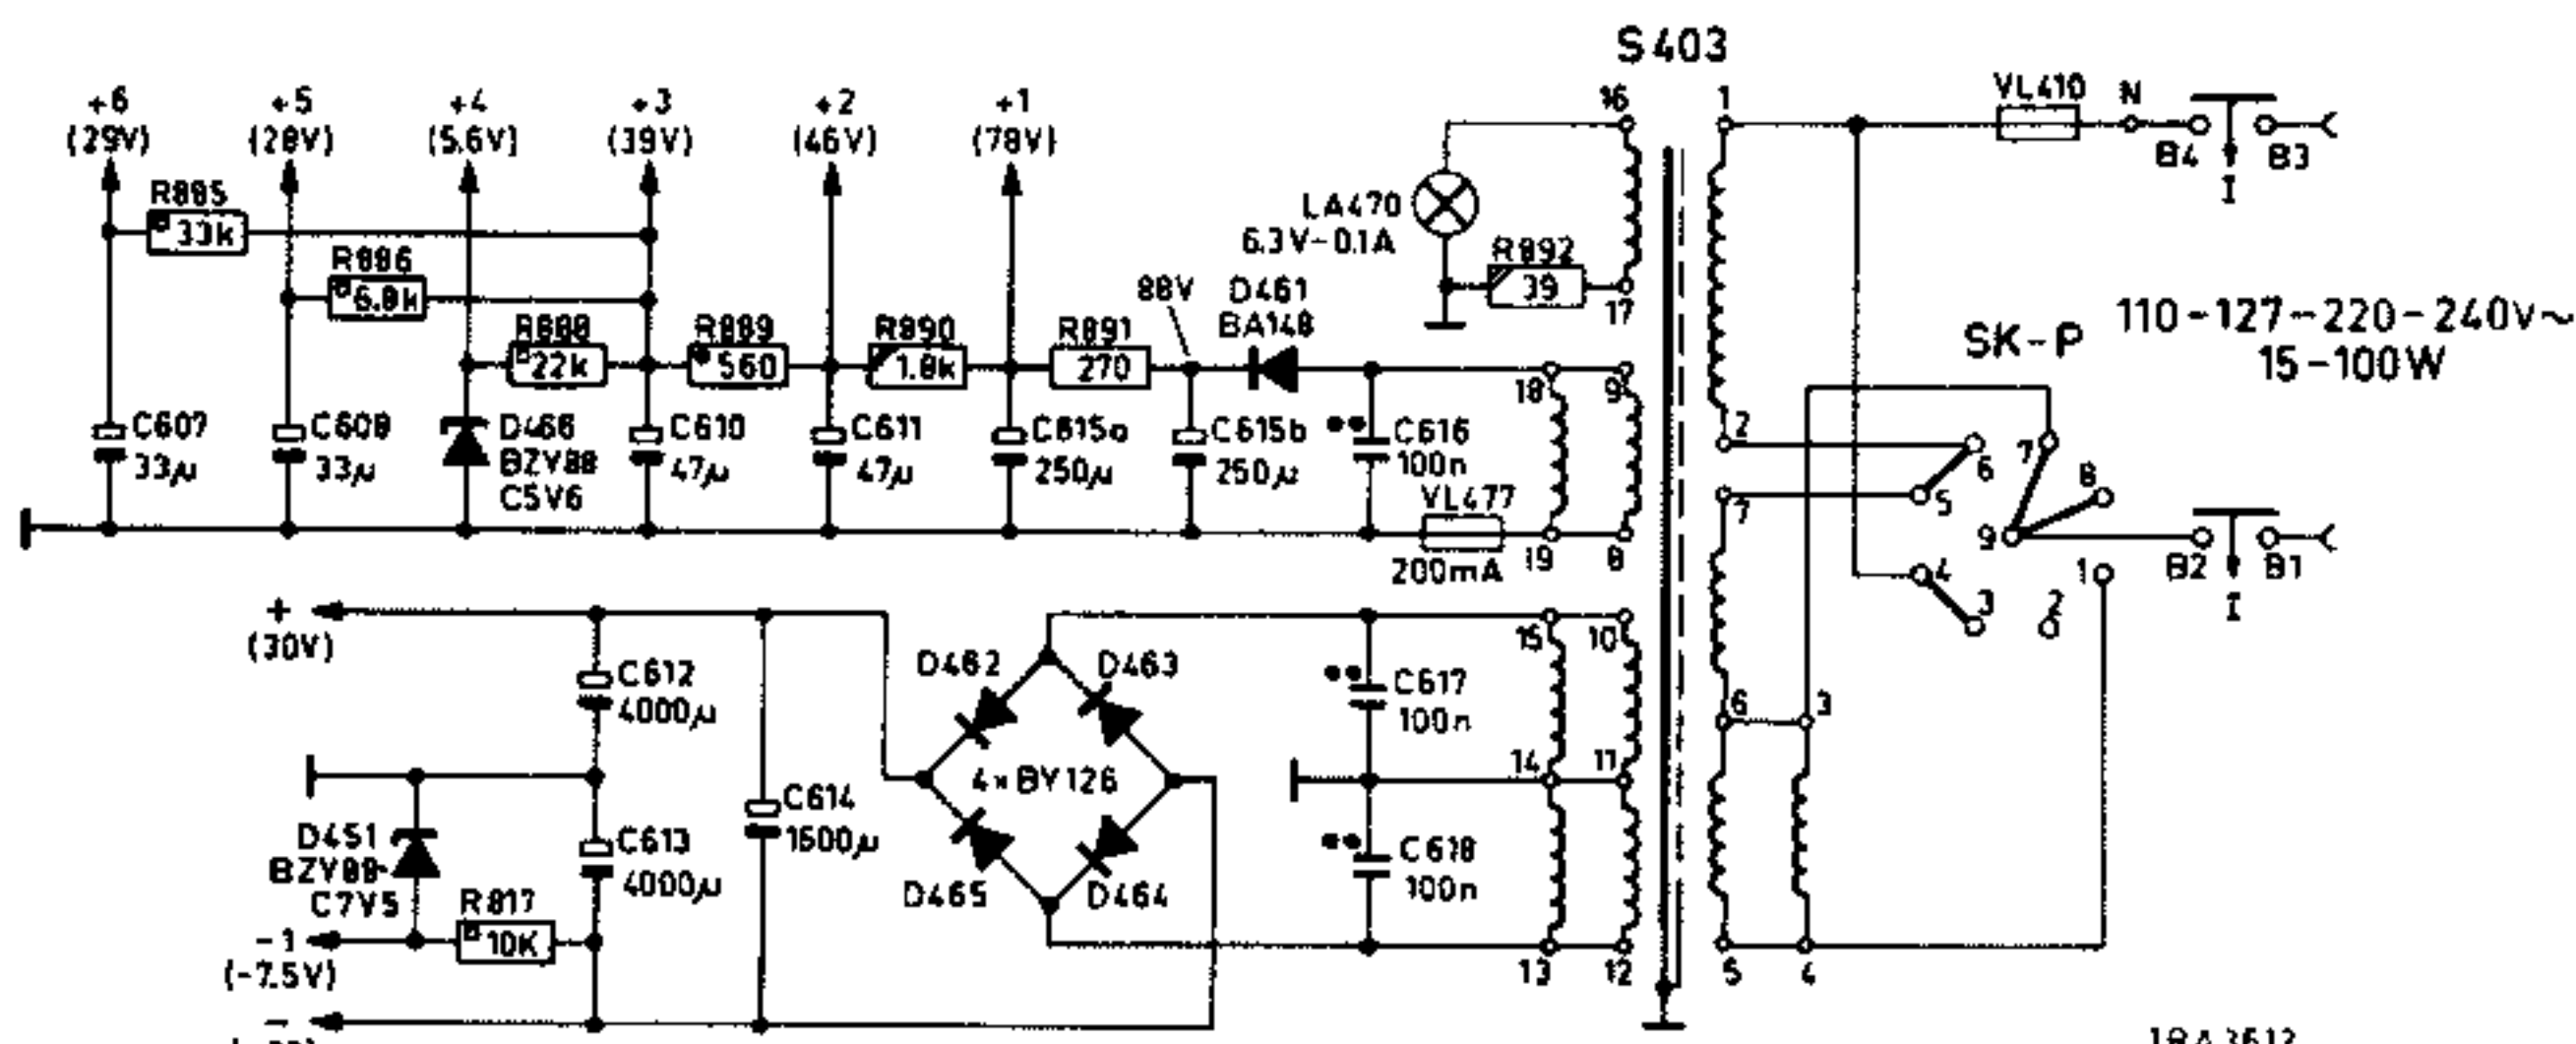 S403
+6
(29V)
+5
(28V)
+4
(5.6V)
+3
(39V)
+2
(46V)
+1
(78V)
16
1
VL410
N
B4
B3
I
R885
33k
R886
6.8k
R888
22k
R889
560
R890
1.8k
R891
270
88V
D461
BA148
LA470
6.3V-0.1A
R892
39
17
SK-P
110-127-220-240V~
15-100W
C607
33µ
C608
33µ
D466
BZY88
C5V6
C610
47µ
C611
47µ
C615a
250µ
C615b
250µ
C616
100n
VL477
200mA
18
9
19
8
2
7
6
5
7
8
9
4
3
2
1
B2
B1
I
+
(30V)
C612
4000µ
D451
BZY88-
C7V5
C613
4000µ
C614
1600µ
R817
10K
-1
(-7.5V)
-
D462
D463
4×BY126
D465
D464
C617
100n
C618
100n
15
10
14
11
13
12
6
3
5
4
18A3612